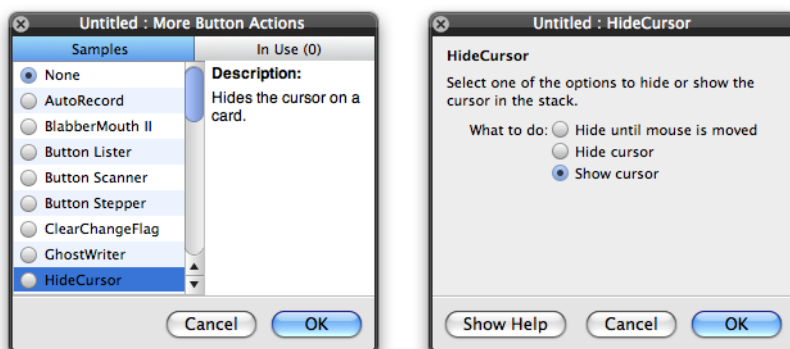 Untitled : More Button Actions
Samples
In Use (0)
None
AutoRecord
BlabberMouth II
Button Lister
Button Scanner
Button Stepper
ClearChangeFlag
GhostWriter
HideCursor
Description:
Hides the cursor on a
card.
Cancel
OK
Untitled : HideCursor
HideCursor
Select one of the options to hide or show the
cursor in the stack.
What to do: Hide until mouse is moved
Hide cursor
Show cursor
Show Help
Cancel
OK